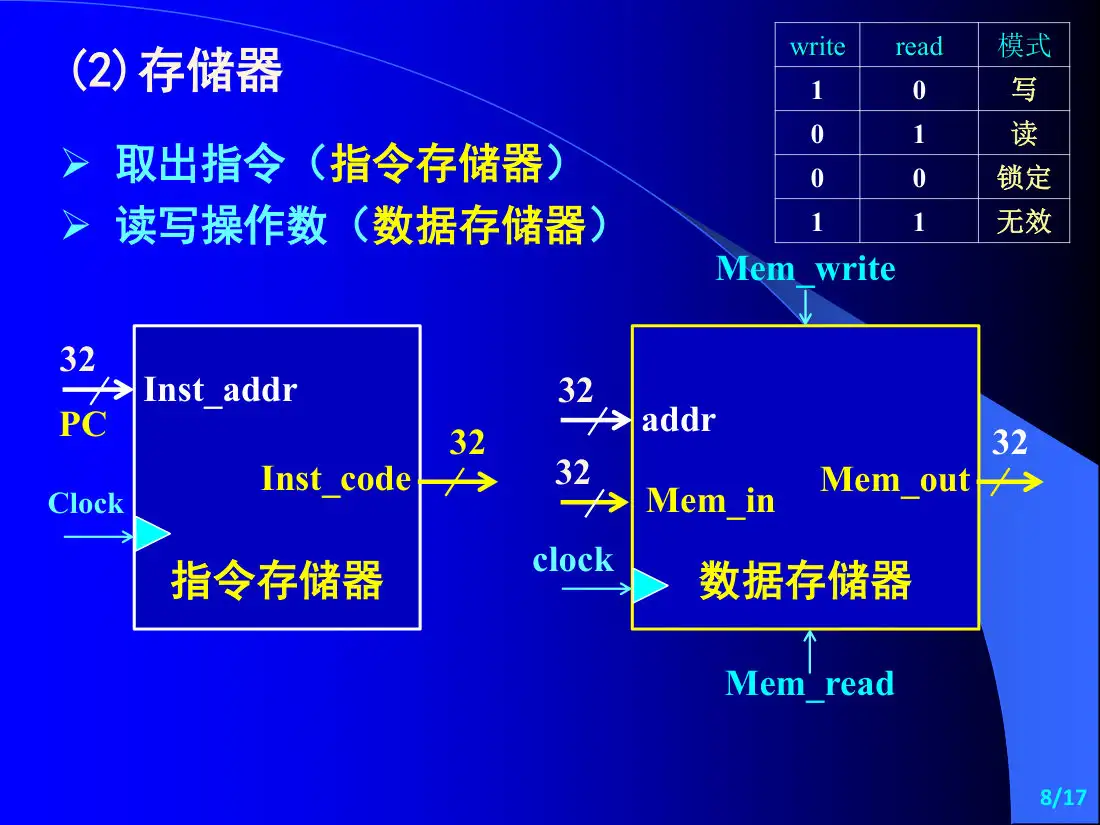 (2)存储器
write read 模式
1 0 写
0 1 读
0 0 锁定
1 1 无效
取出指令（指令存储器）
读写操作数（数据存储器）
Mem_write
32
PC
Inst_addr
32
Inst_code
Clock
指令存储器
32
addr
32
Mem_in
32
Mem_out
clock
数据存储器
Mem_read
8/17